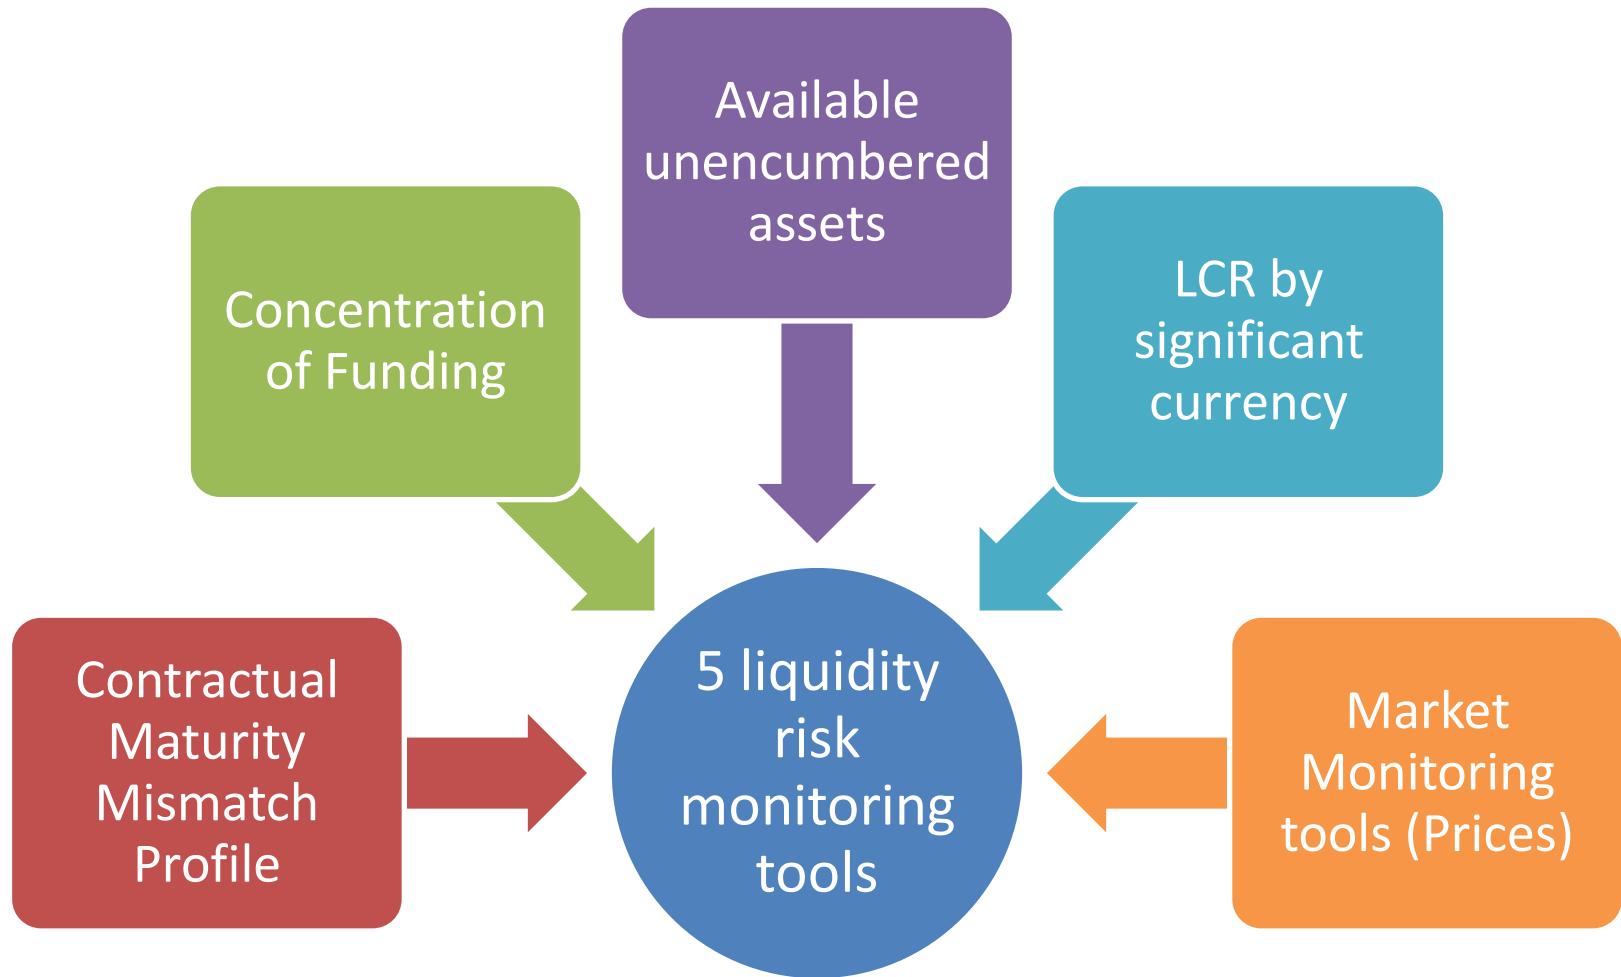 Available
unencumbered
assets
Concentration
of Funding
LCR by
significant
currency
Contractual
Maturity
Mismatch
Profile
5 liquidity
risk
monitoring
tools
Market
Monitoring
tools (Prices)